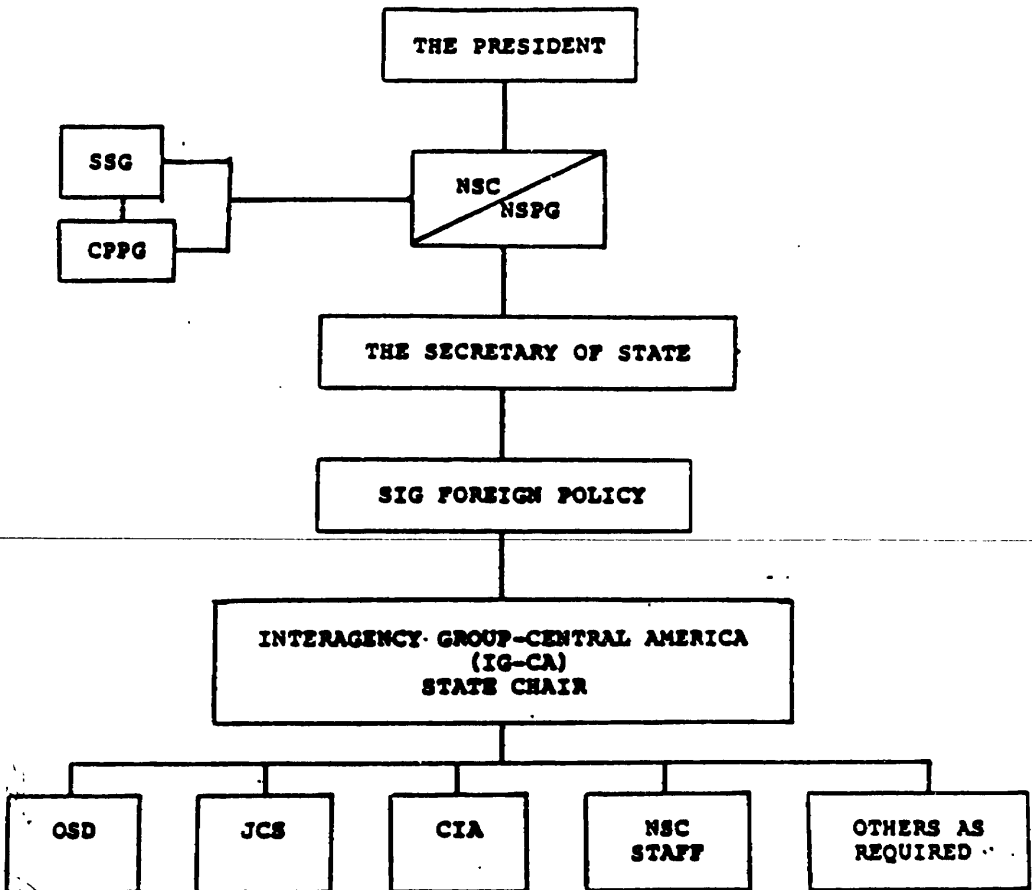 THE PRESIDENT
SSG
CPPG
NSC
NSPG
THE SECRETARY OF STATE
SIG FOREIGN POLICY
INTERAGENCY GROUP-CENTRAL AMERICA
(IG-CA)
STATE CHAIR
OSD
JCS
CIA
NSC
STAFF
OTHERS AS
REQUIRED